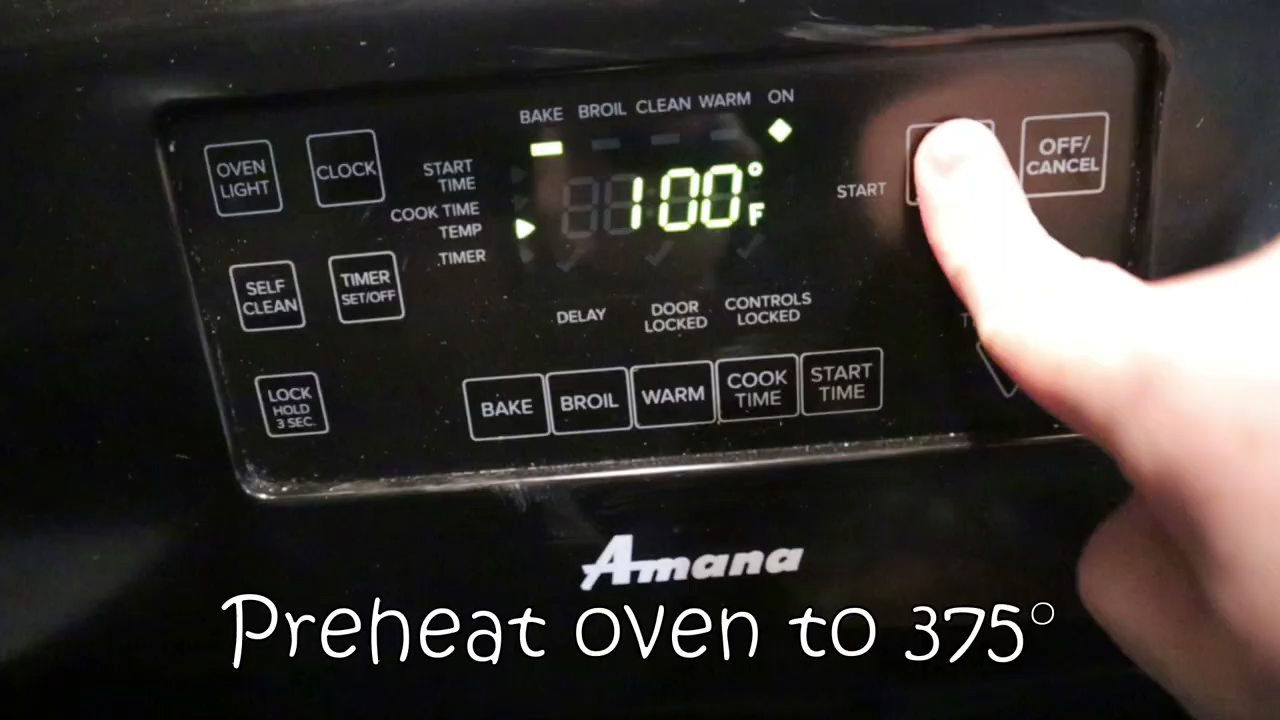 BAKE BROIL CLEAN WARM ON
OVEN
LIGHT
CLOCK
START
TIME
COOK TIME
TEMP
TIMER
100°F
START
OFF/
CANCEL
SELF
CLEAN
TIMER
SET/OFF
DELAY
DOOR
LOCKED
CONTROLS
LOCKED
LOCK
HOLD
3 SEC.
BAKE
BROIL
WARM
COOK
TIME
START
TIME
Amana
Preheat oven to 375°